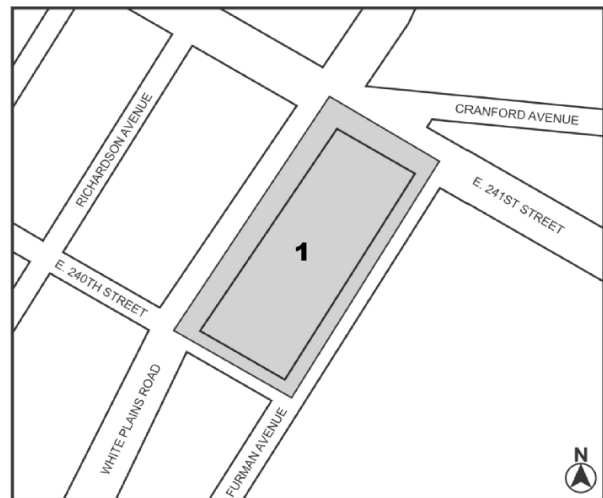 CRANFORD AVENUE
RICHARDSON AVENUE
E. 241ST STREET
1
E. 240TH STREET
WHITE PLAINS ROAD
FURMAN AVENUE
N